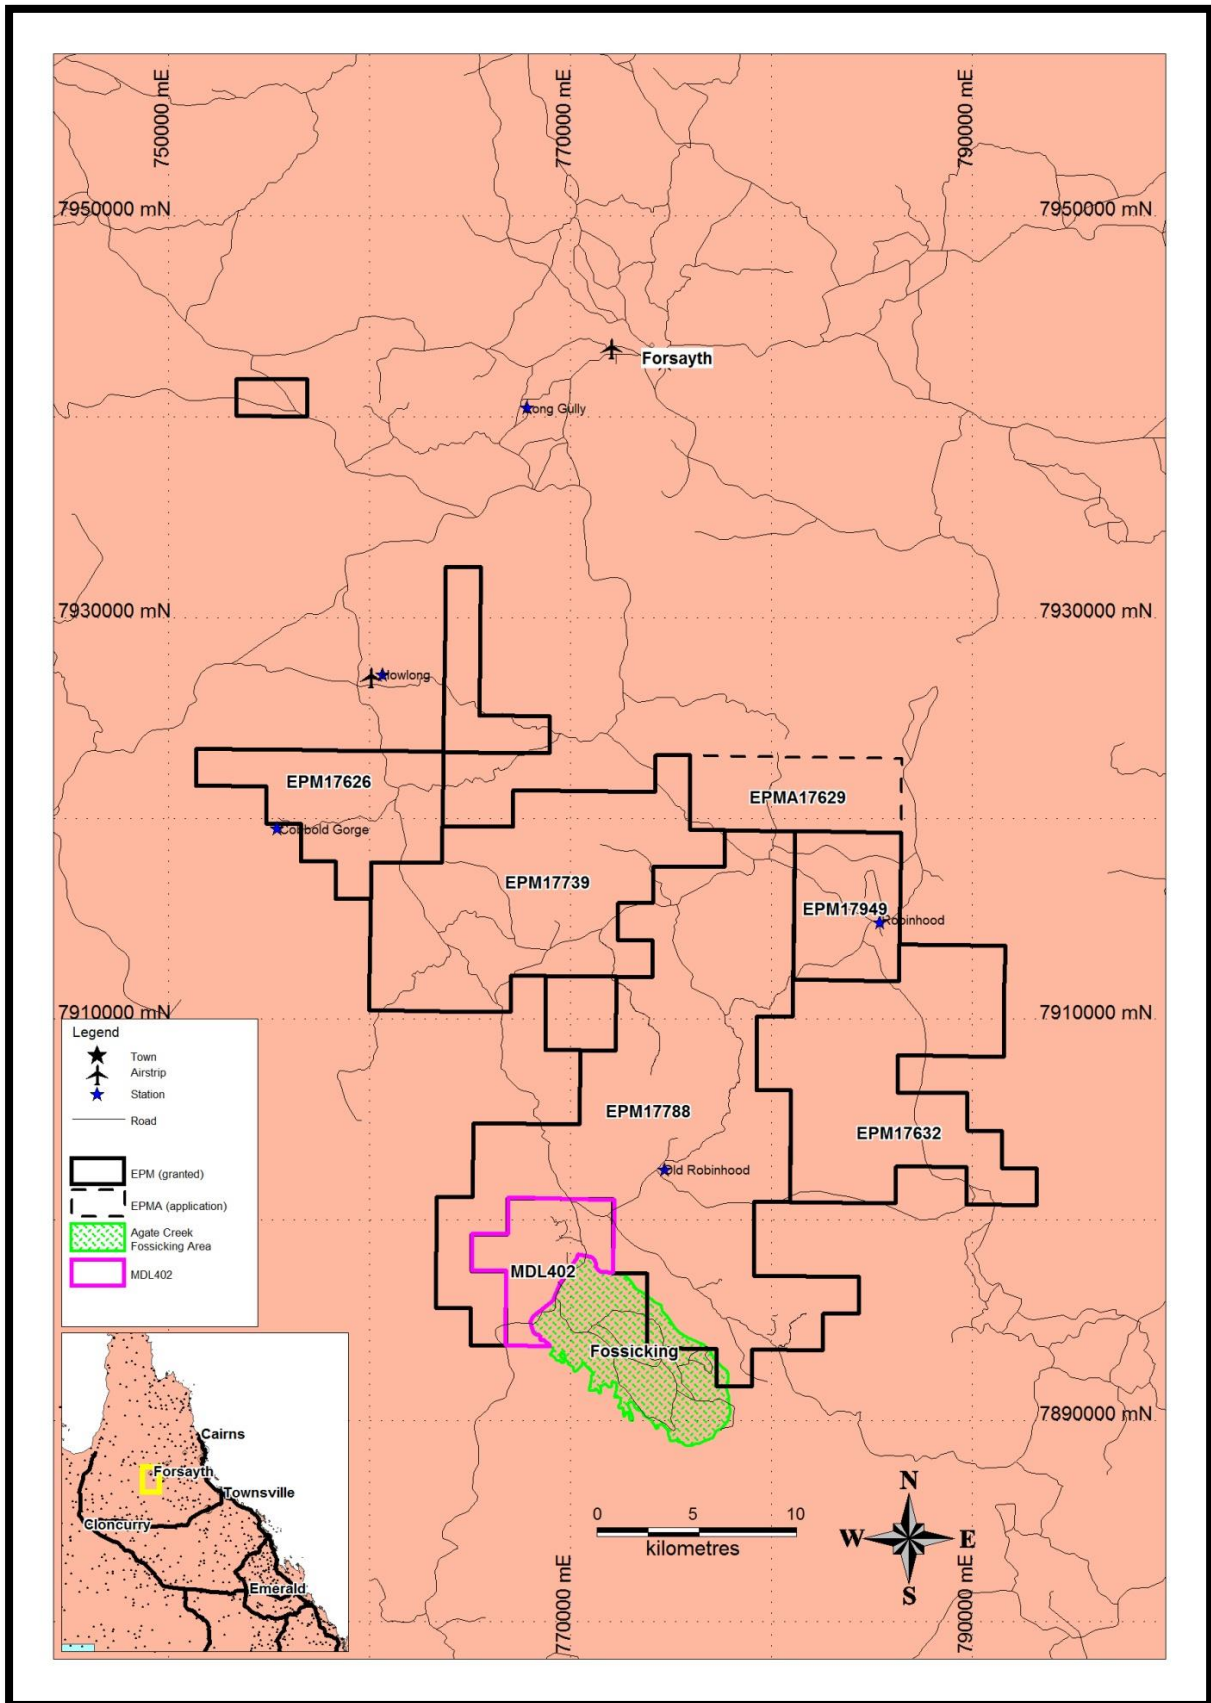 750000 mE
770000 mE
790000 mE
7950000 mN
7950000 mN
Forsayth
Long Gully
7930000 mN
7930000 mN
Howlong
EPM17626
EPMA17629
Cobbold Gorge
EPM17739
EPM17949
Robinhood
7910000 mN
7910000 mN
Legend
Town
Airstrip
Station
Road
EPM (granted)
EPMA (application)
Agate Creek
Fossicking Area
MDL402
EPM17788
EPM17632
Old Robinhood
MDL402
Fossicking
7890000 mN
Cairns
Forsayth
Townsville
Cloncurry
Emerald
0 5 10
kilometres
N
W E
S
770000 mE
790000 mE